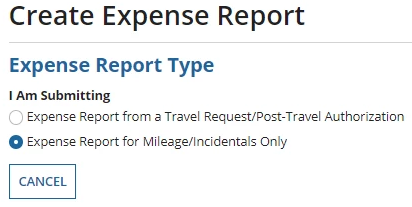 Create Expense Report
Expense Report Type
I Am Submitting
Expense Report from a Travel Request/Post-Travel Authorization
Expense Report for Mileage/Incidentals Only
CANCEL